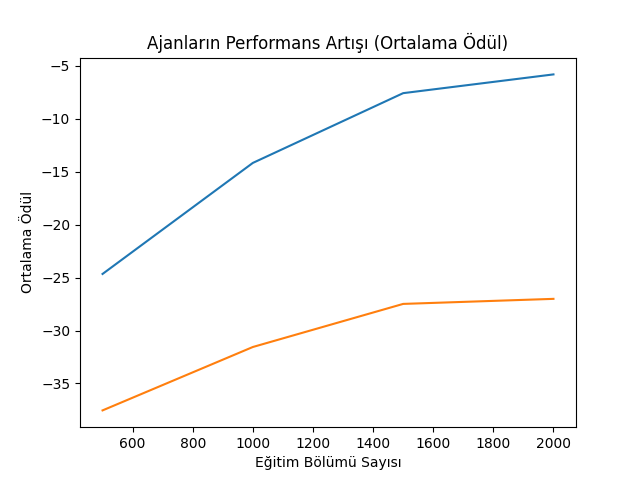 Ajanların Performans Artışı (Ortalama Ödül)
Ortalama Ödül
−5
−10
−15
−20
−25
−30
−35
600 800 1000 1200 1400 1600 1800 2000
Eğitim Bölümü Sayısı